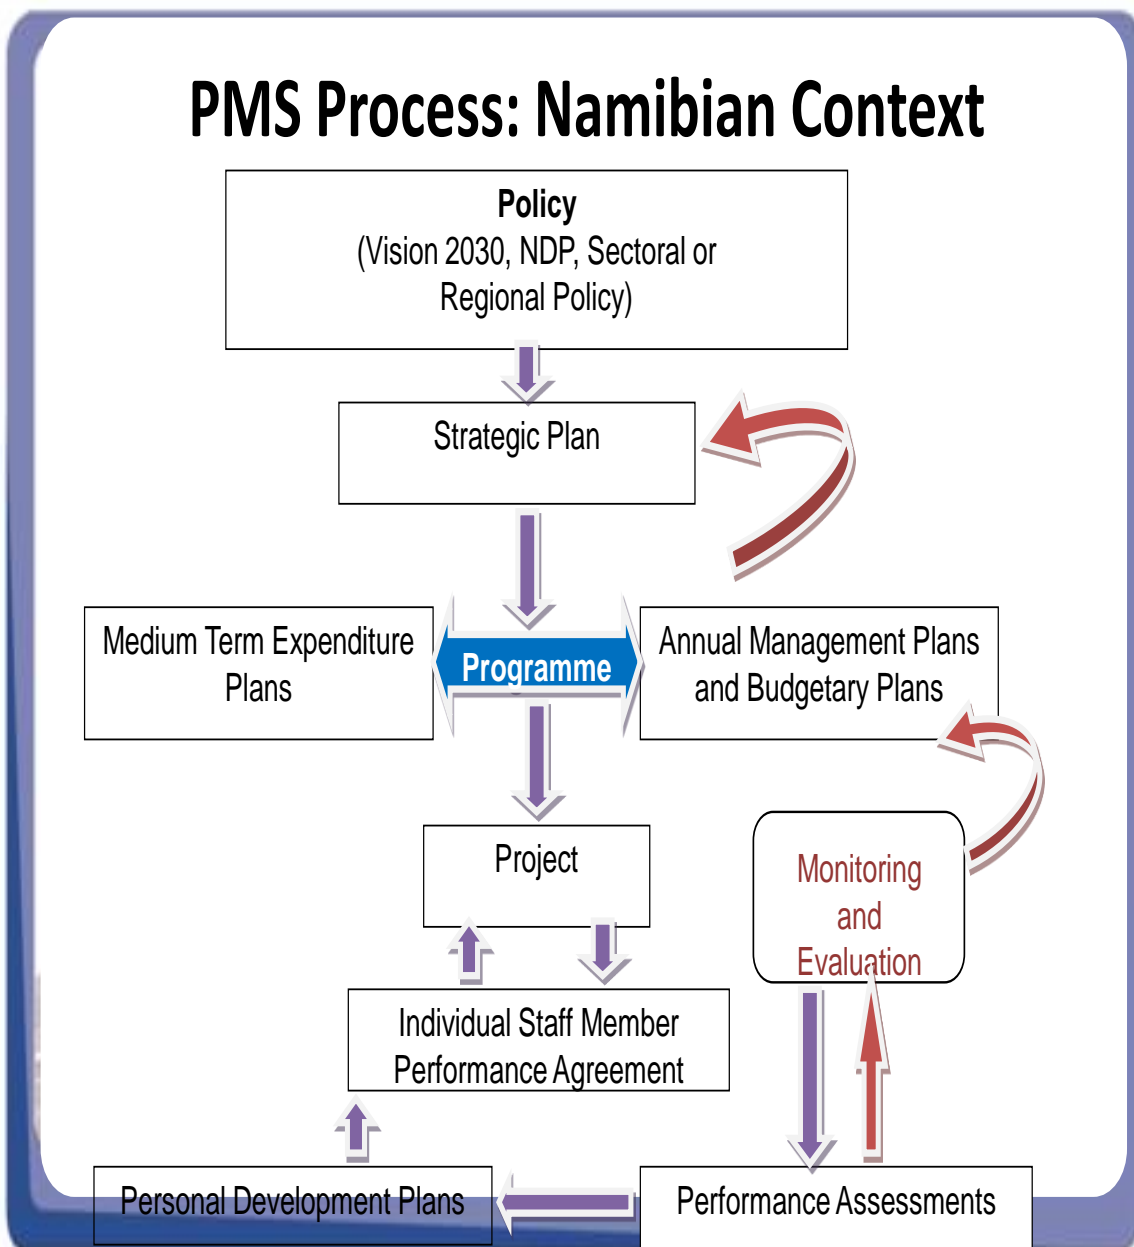 PMS Process: Namibian Context
Policy
(Vision 2030, NDP, Sectoral or
Regional Policy)
Strategic Plan
Medium Term Expenditure
Plans
Programme
Annual Management Plans
and Budgetary Plans
Project
Monitoring
and
Evaluation
Individual Staff Member
Performance Agreement
Personal Development Plans
Performance Assessments